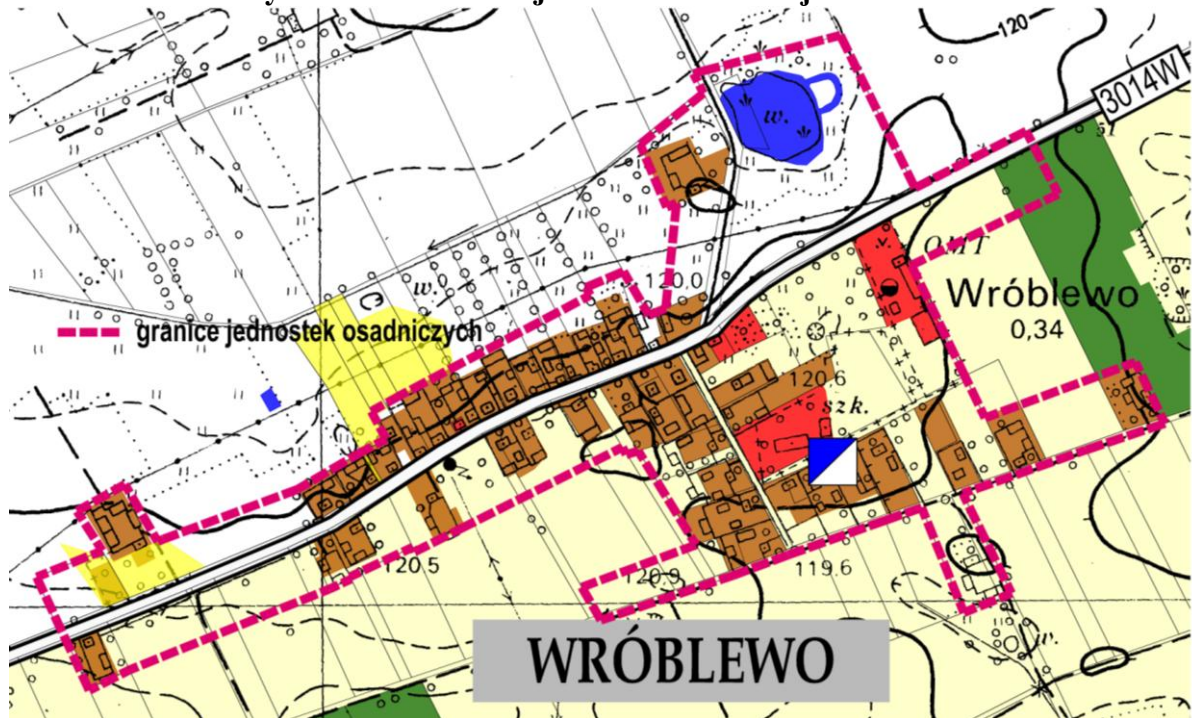 120
3014W
w.
OMT
Wróblewo
0,34
120.0
w.
granice jednostek osadniczych
120.6
szk.
120.5
120.9
119.6
w.
WRÓBLEWO